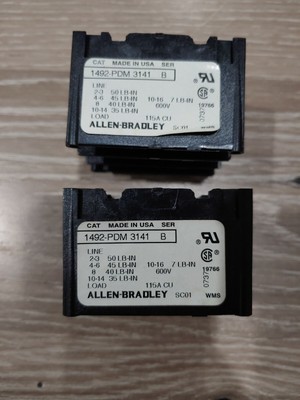 CAT MADE IN USA SER
1492-PDM 3141 B
LINE
2-3 50 LB-IN
4-6 45 LB-IN 10-16 7 LB-IN
8 40 LB-IN 600V
10-14 35 LB-IN
LOAD 115A CU
ALLEN-BRADLEY
19766
CAT MADE IN USA SER
1492-PDM 3141 B
LINE
2-3 50 LB-IN
4-6 45 LB-IN 10-16 7 LB-IN
8 40 LB-IN 600V
10-14 35 LB-IN
LOAD 115A CU
ALLEN-BRADLEY SC01 WMS
19766
0737